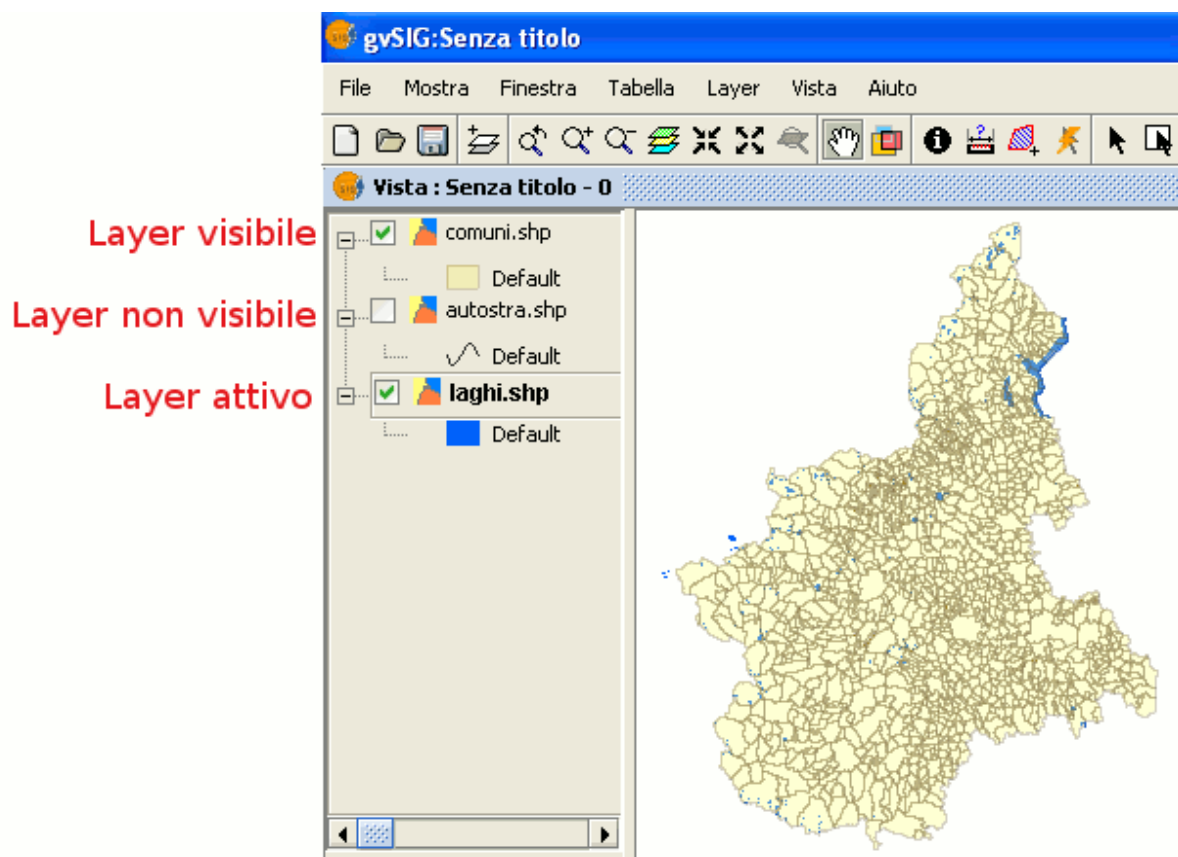 gvSIG:Senza titolo
File Mostra Finestra Tabella Layer Vista Aiuto
Vista : Senza titolo - 0
Layer visibile
comuni.shp
Default
Layer non visibile
autostra.shp
Default
Layer attivo
laghi.shp
Default